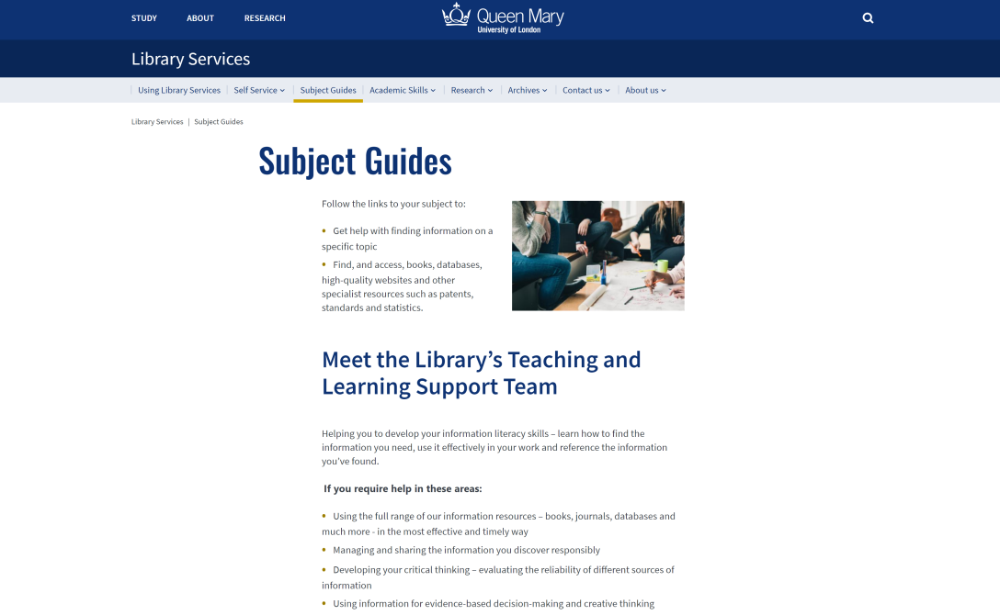 STUDY ABOUT RESEARCH
Queen Mary
University of London
Library Services
Using Library Services Self Service Subject Guides Academic Skills Research Archives Contact us About us
Library Services | Subject Guides
Subject Guides
Follow the links to your subject to:
• Get help with finding information on a
specific topic
• Find, and access, books, databases,
high-quality websites and other
specialist resources such as patents,
standards and statistics.
Meet the Library’s Teaching and
Learning Support Team
Helping you to develop your information literacy skills – learn how to find the
information you need, use it effectively in your work and reference the information
you’ve found.
If you require help in these areas:
• Using the full range of our information resources – books, journals, databases and
much more - in the most effective and timely way
• Managing and sharing the information you discover responsibly
• Developing your critical thinking – evaluating the reliability of different sources of
information
• Using information for evidence-based decision-making and creative thinking